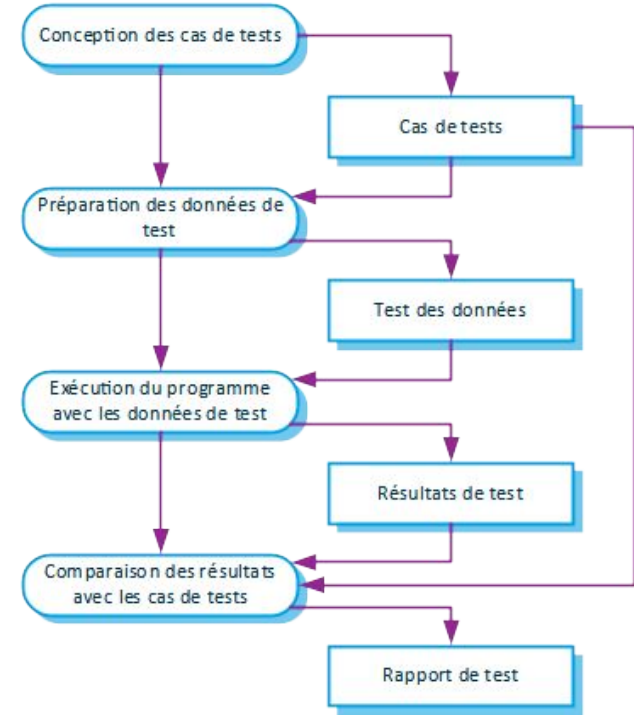 Conception des cas de tests
Cas de tests
Préparation des données de
test
Test des données
Exécution du programme
avec les données de test
Résultats de test
Comparaison des résultats
avec les cas de tests
Rapport de test